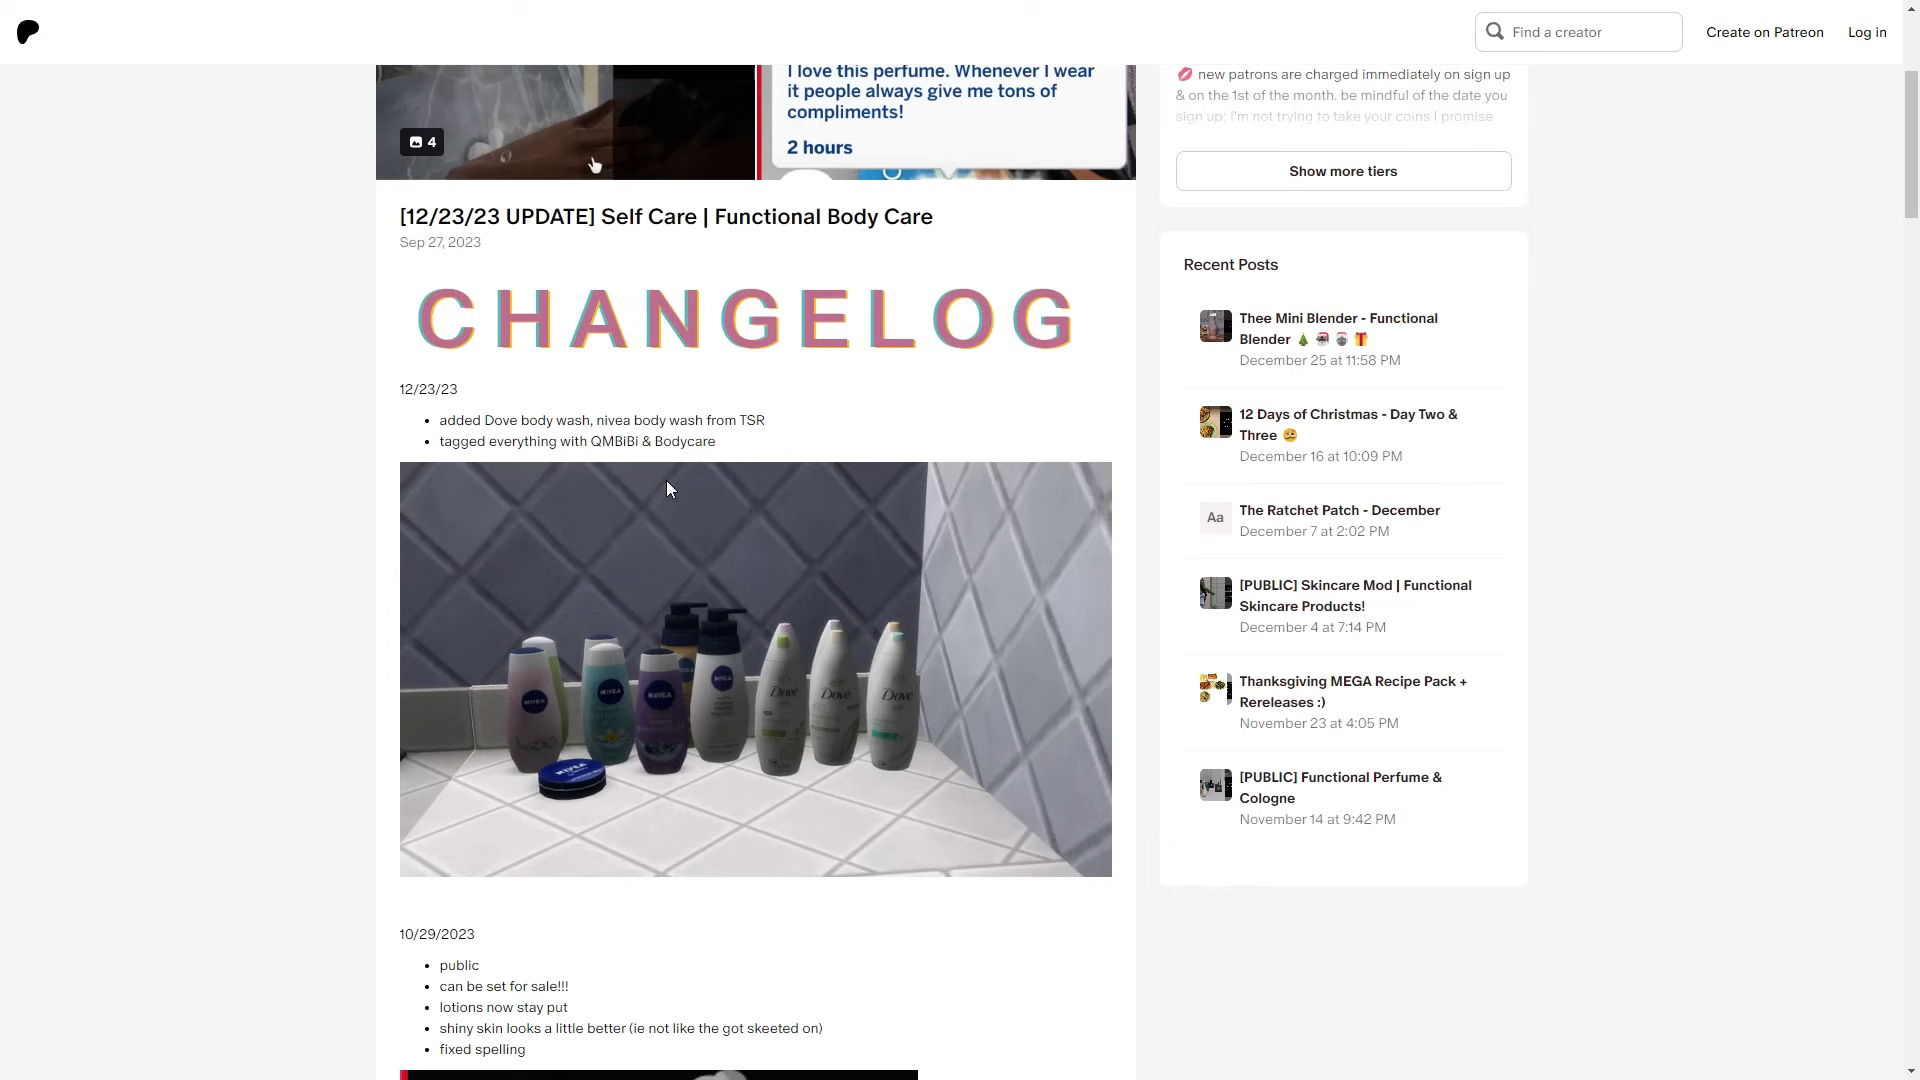 Find a creator
Create on Patreon
Log in
I love this perfume. Whenever I wear
it people always give me tons of
compliments!
2 hours
4
💋 new patrons are charged immediately on sign up
& on the 1st of the month. be mindful of the date you
sign up; I'm not trying to take your coins I promise
Show more tiers
[12/23/23 UPDATE] Self Care | Functional Body Care
Sep 27, 2023
CHANGELOG
12/23/23
• added Dove body wash, nivea body wash from TSR
• tagged everything with QMBiBi & Bodycare
NIVEA
NIVEA
NIVEA
NIVEA
NIVEA
Dove
Dove
Dove
10/29/2023
• public
• can be set for sale!!!
• lotions now stay put
• shiny skin looks a little better (ie not like the got skeeted on)
• fixed spelling
Recent Posts
Thee Mini Blender - Functional
Blender 🎄 🎅🏿 🤶🏿 🎁
December 25 at 11:58 PM
12 Days of Christmas - Day Two &
Three 🥴
December 16 at 10:09 PM
Aa
The Ratchet Patch - December
December 7 at 2:02 PM
[PUBLIC] Skincare Mod | Functional
Skincare Products!
December 4 at 7:14 PM
Thanksgiving MEGA Recipe Pack +
Rereleases :)
November 23 at 4:05 PM
[PUBLIC] Functional Perfume &
Cologne
November 14 at 9:42 PM